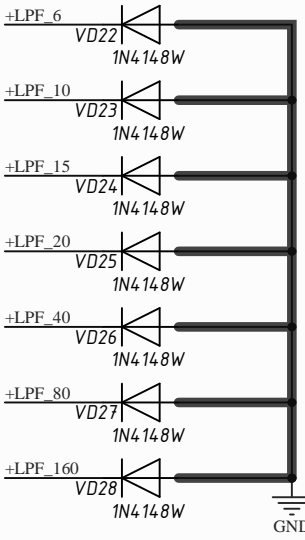 +LPF_6
VD22
1N4148W
+LPF_10
VD23
1N4148W
+LPF_15
VD24
1N4148W
+LPF_20
VD25
1N4148W
+LPF_40
VD26
1N4148W
+LPF_80
VD27
1N4148W
+LPF_160
VD28
1N4148W
GND